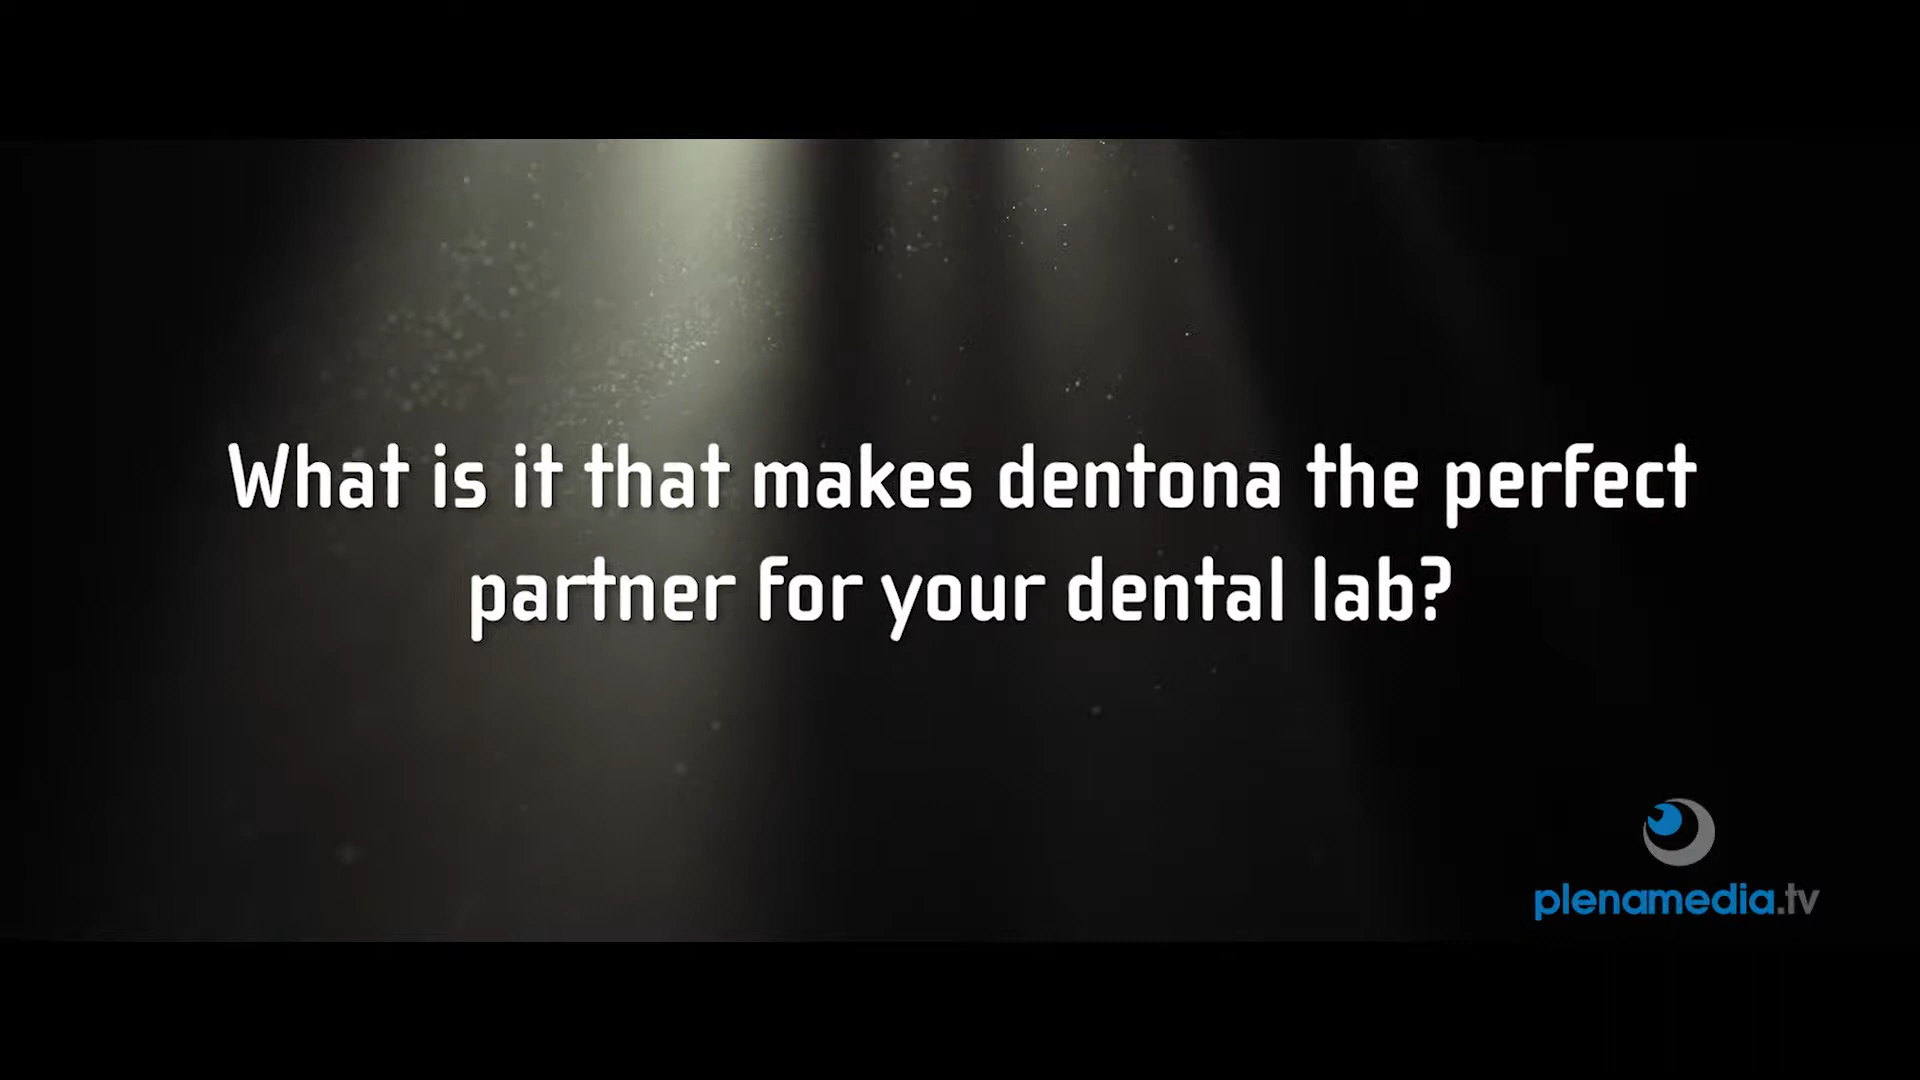 What is it that makes dentona the perfect
partner for your dental lab?
plenamedia.tv